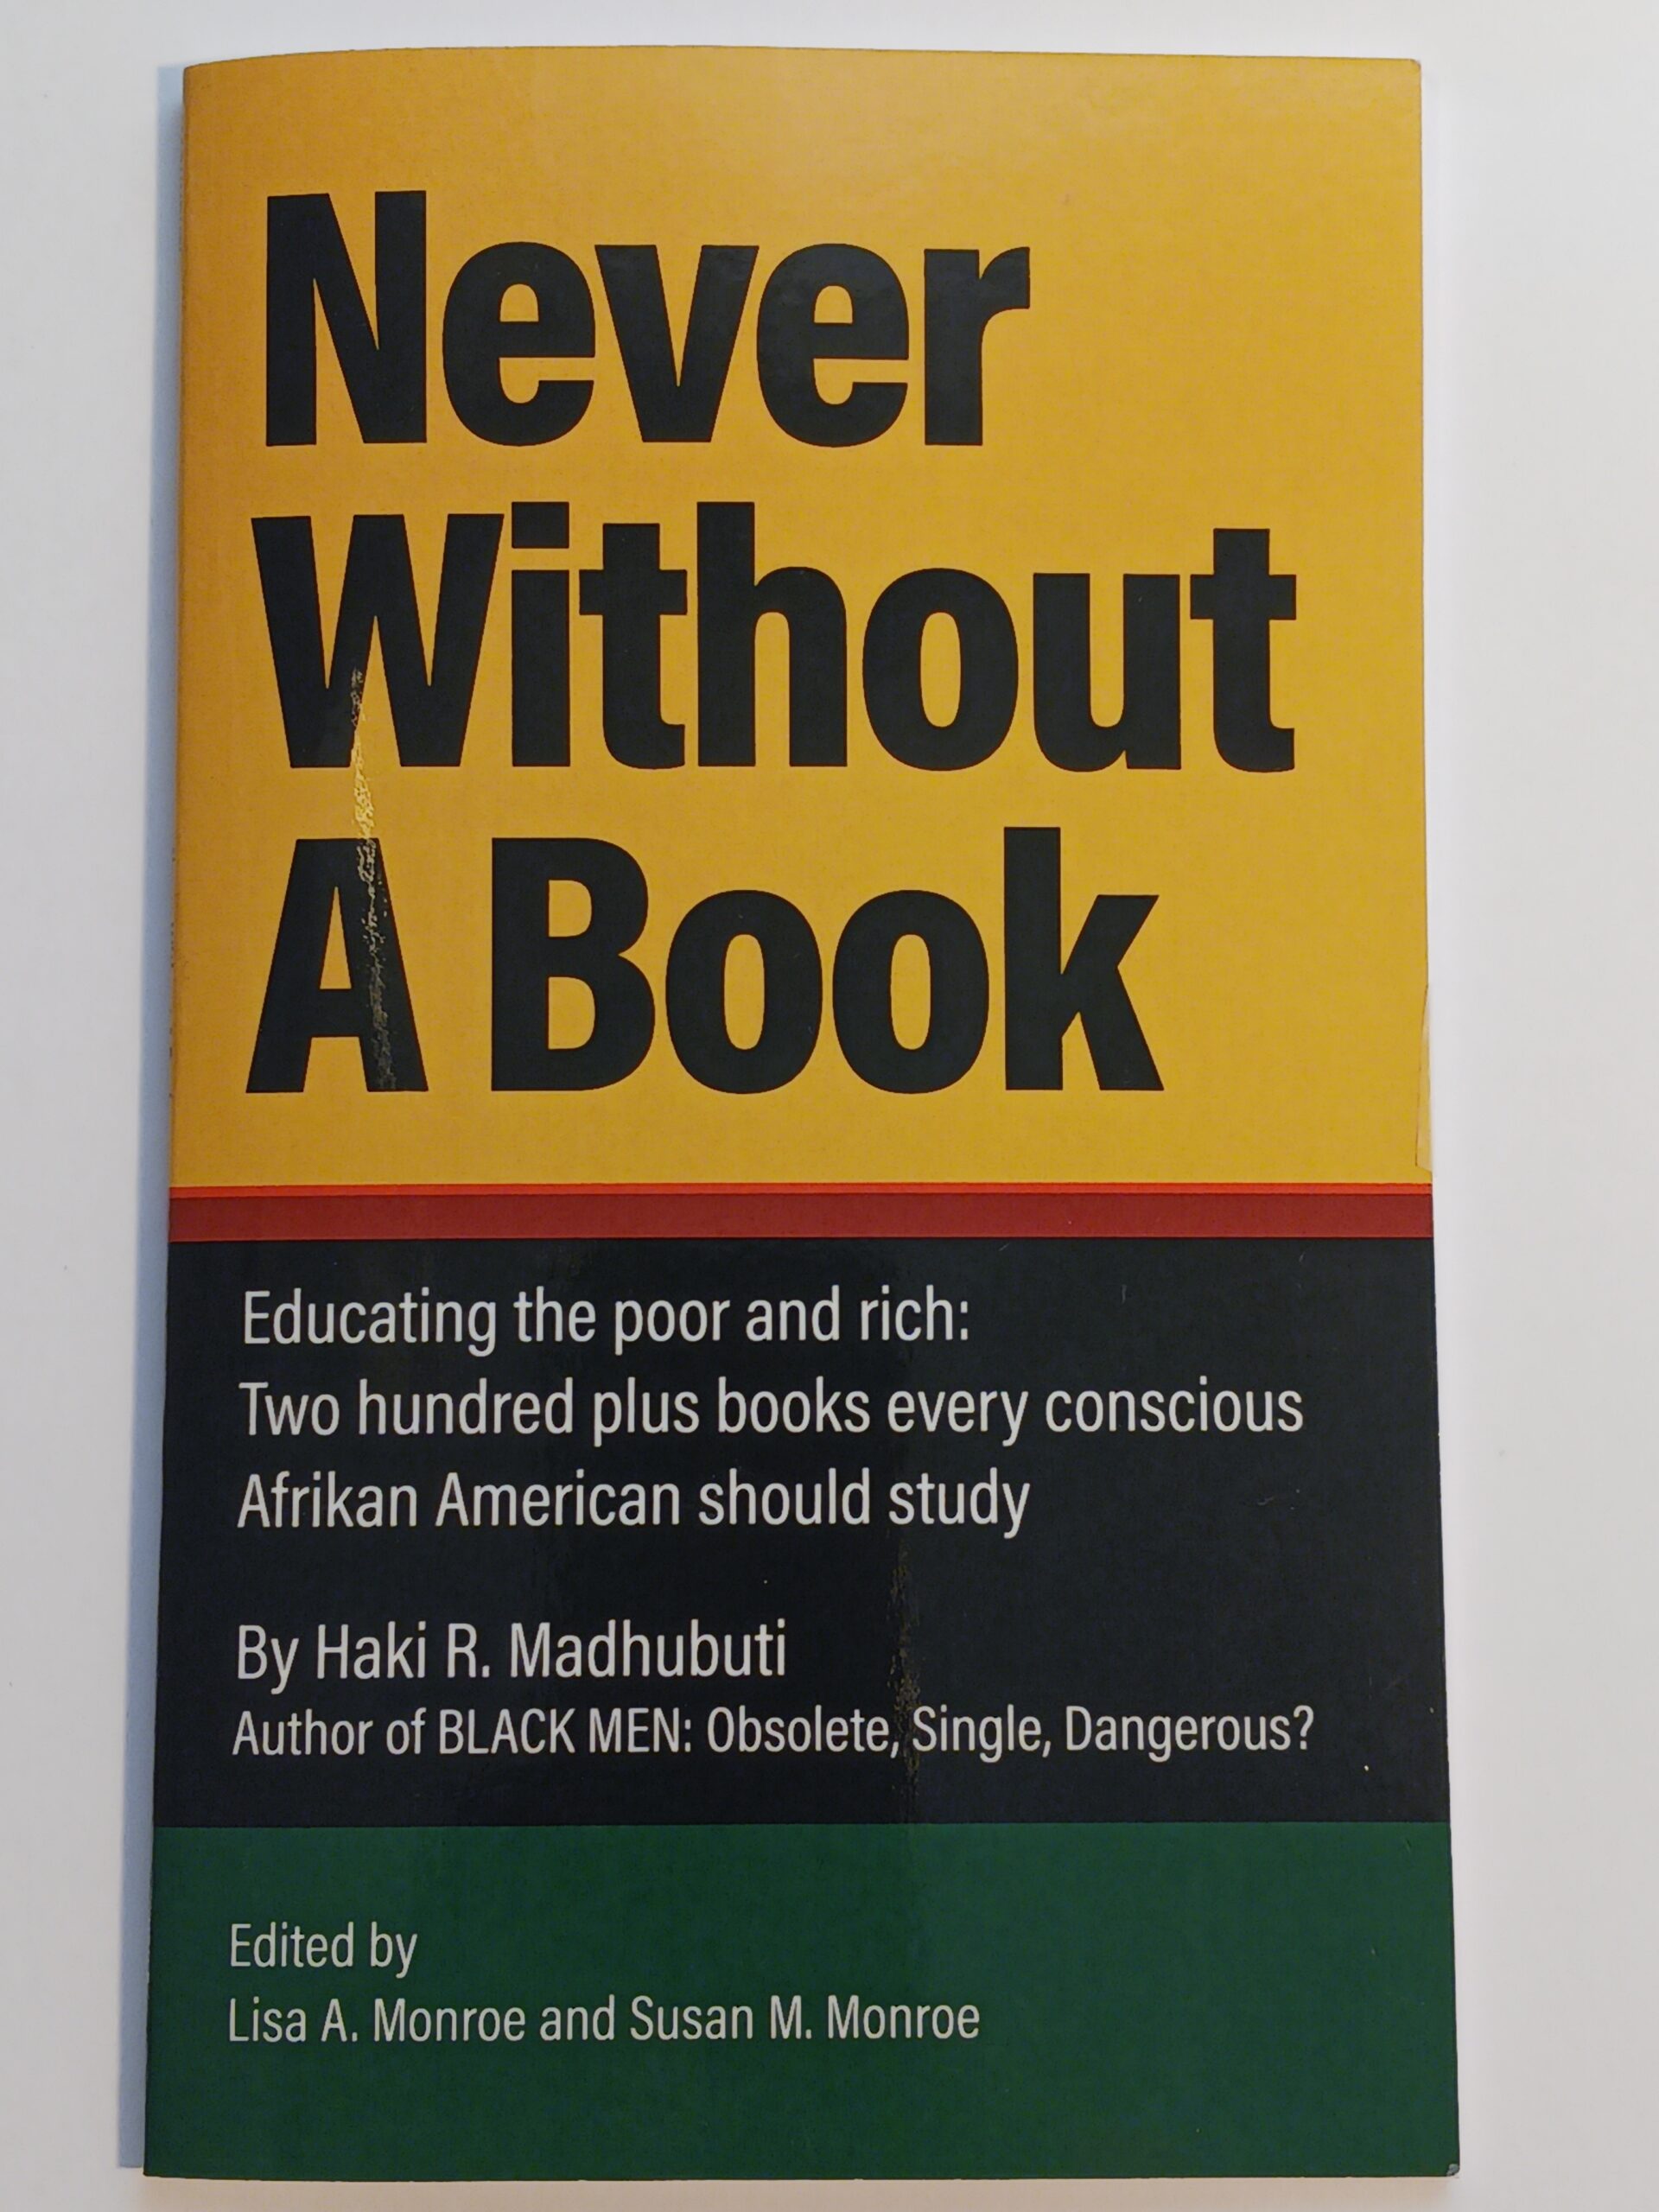 Never
Without
A Book
Educating the poor and rich:
Two hundred plus books every conscious
Afrikan American should study
By Haki R. Madhubuti
Author of BLACK MEN: Obsolete, Single, Dangerous?
Edited by
Lisa A. Monroe and Susan M. Monroe